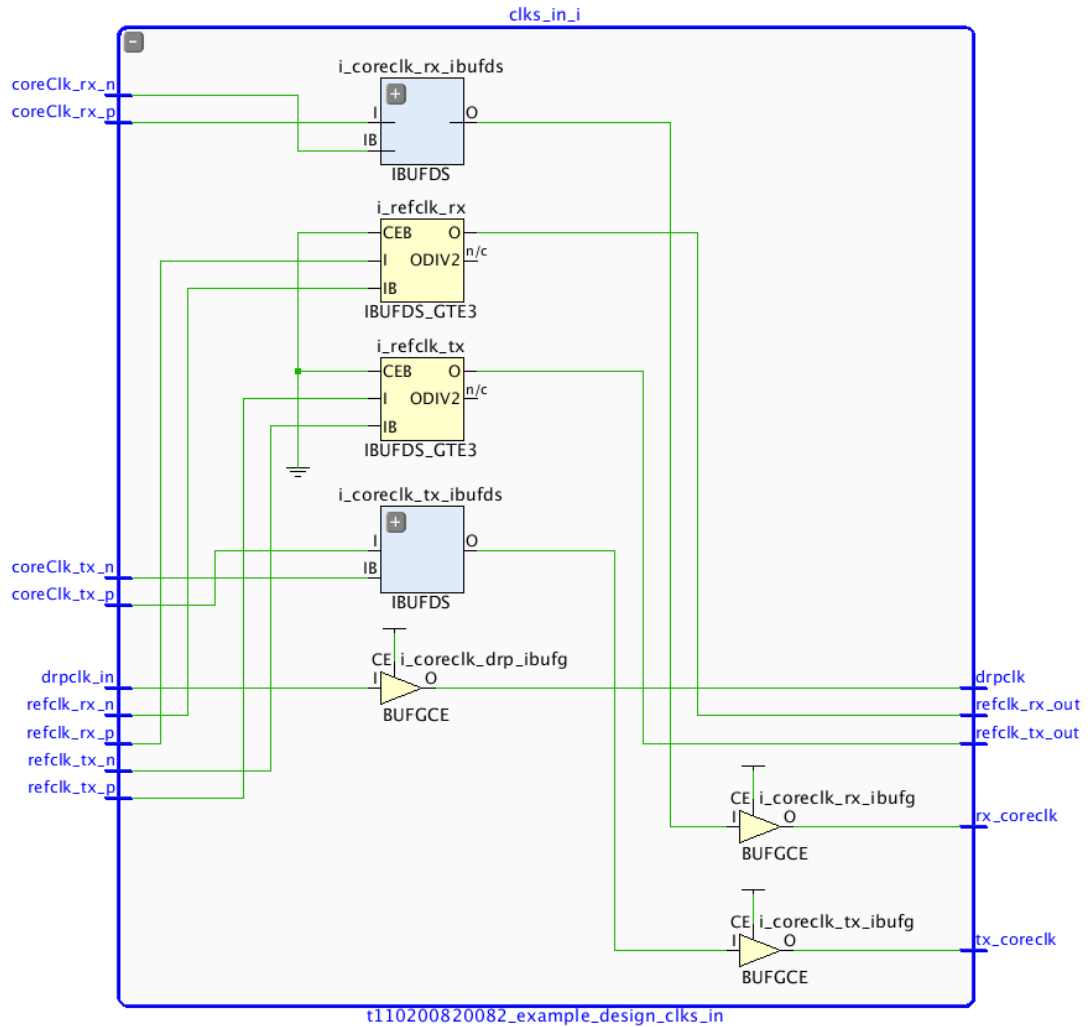 clks_in_i
coreClk_rx_n
coreClk_rx_p
i_coreclk_rx_ibufds
I
IB
O
IBUFDS
i_refclk_rx
CEB
O
I
ODIV2
n/c
IB
IBUFDS_GTE3
i_refclk_tx
CEB
O
I
ODIV2
n/c
IB
IBUFDS_GTE3
i_coreclk_tx_ibufds
I
IB
O
IBUFDS
coreClk_tx_n
coreClk_tx_p
CE
i_coreclk_drp_ibufg
I
O
BUFGCE
drpclk_in
refclk_rx_n
refclk_rx_p
refclk_tx_n
refclk_tx_p
drpclk
refclk_rx_out
refclk_tx_out
CE
i_coreclk_rx_ibufg
I
O
BUFGCE
rx_coreclk
CE
i_coreclk_tx_ibufg
I
O
BUFGCE
tx_coreclk
t110200820082_example_design_clks_in